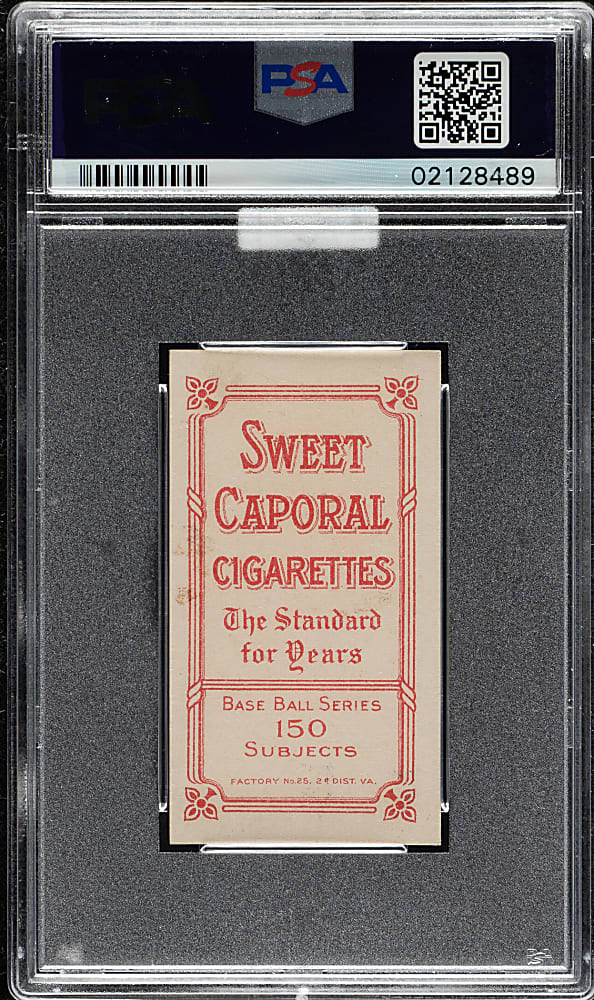 PSA
02128489
SWEET
CAPORAL
CIGARETTES
The Standard
for Years
BASE BALL SERIES
150
SUBJECTS
FACTORY No. 25, 2d DIST. VA.